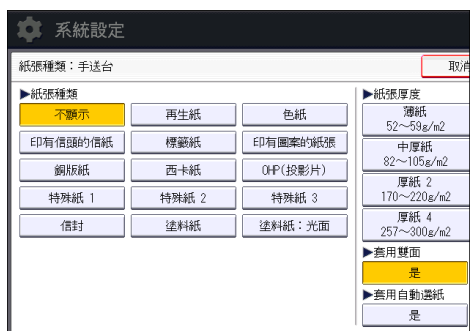 系統設定
紙張種類：手送台
取消
▶紙張種類
不顯示
再生紙
色紙
印有信頭的信紙
標籤紙
印有圖案的紙張
銅版紙
西卡紙
OHP(投影片)
特殊紙 1
特殊紙 2
特殊紙 3
信封
塗料紙
塗料紙：光面
▶紙張厚度
薄紙
52～59g/m2
中厚紙
82～105g/m2
厚紙 2
170～220g/m2
厚紙 4
257～300g/m2
▶套用雙面
是
▶套用自動選紙
是